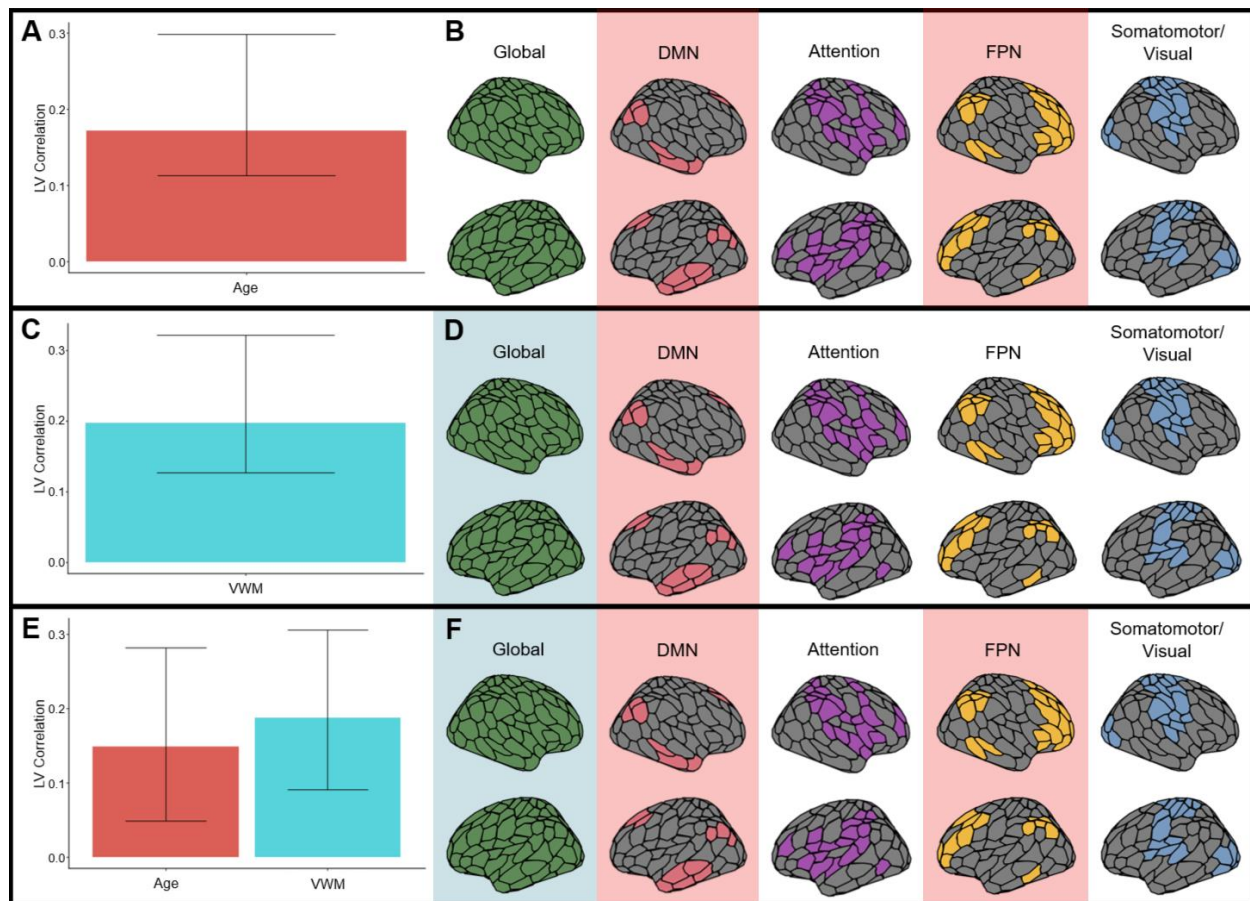 A
0.3
0.2
0.1
0.0
LV Correlation
Age
B
Global
DMN
Attention
FPN
Somatomotor/
Visual
C
0.3
0.2
0.1
0.0
LV Correlation
VWM
D
Global
DMN
Attention
FPN
Somatomotor/
Visual
E
0.3
0.2
0.1
0.0
LV Correlation
Age
VWM
F
Global
DMN
Attention
FPN
Somatomotor/
Visual